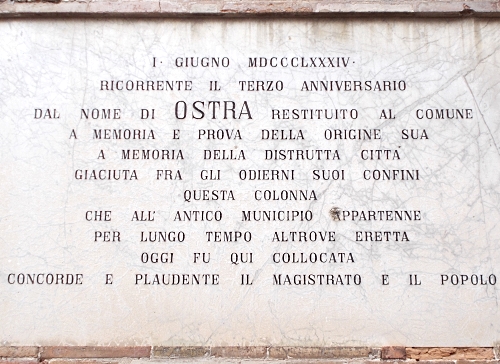 I· GIUGNO MDCCCLXXXIV·
RICORRENTE IL TERZO ANNIVERSARIO
DAL NOME DI OSTRA RESTITUITO AL COMUNE
A MEMORIA E PROVA DELLA ORIGINE SUA
A MEMORIA DELLA DISTRUTTA CITTA'
GIACIUTA FRA GLI ODIERNI SUOI CONFINI
QUESTA COLONNA
CHE ALL' ANTICO MUNICIPIO APPARTENNE
PER LUNGO TEMPO ALTROVE ERETTA
OGGI FU QUI COLLOCATA
CONCORDE E PLAUDENTE IL MAGISTRATO E IL POPOLO